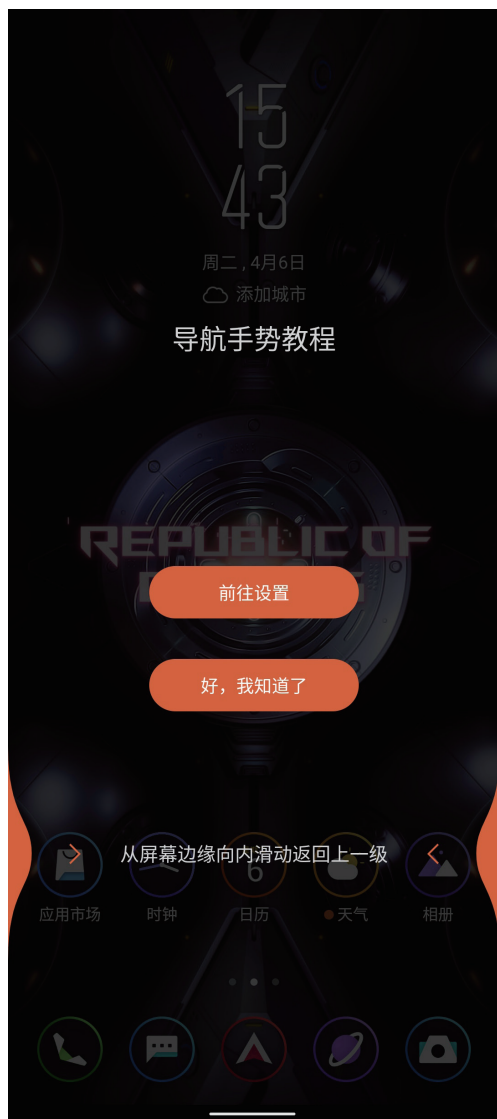 15
43
周二 , 4月6日
添加城市
导航手势教程
REPUBLIC OF
前往设置
好，我知道了
从屏幕边缘向内滑动返回上一级
6
应用市场 时钟 日历 天气 相册